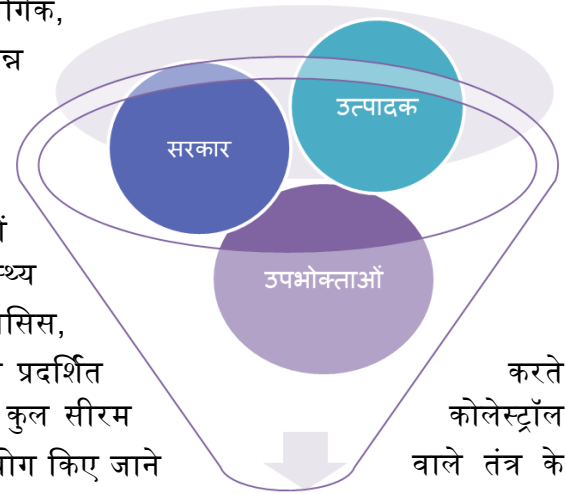 न्न
सरकार
उत्पादक
उपभोक्ताओं
प्रदर्शित करते
कुल सीरम कोलेस्ट्रॉल
किए जाने वाले तंत्र के